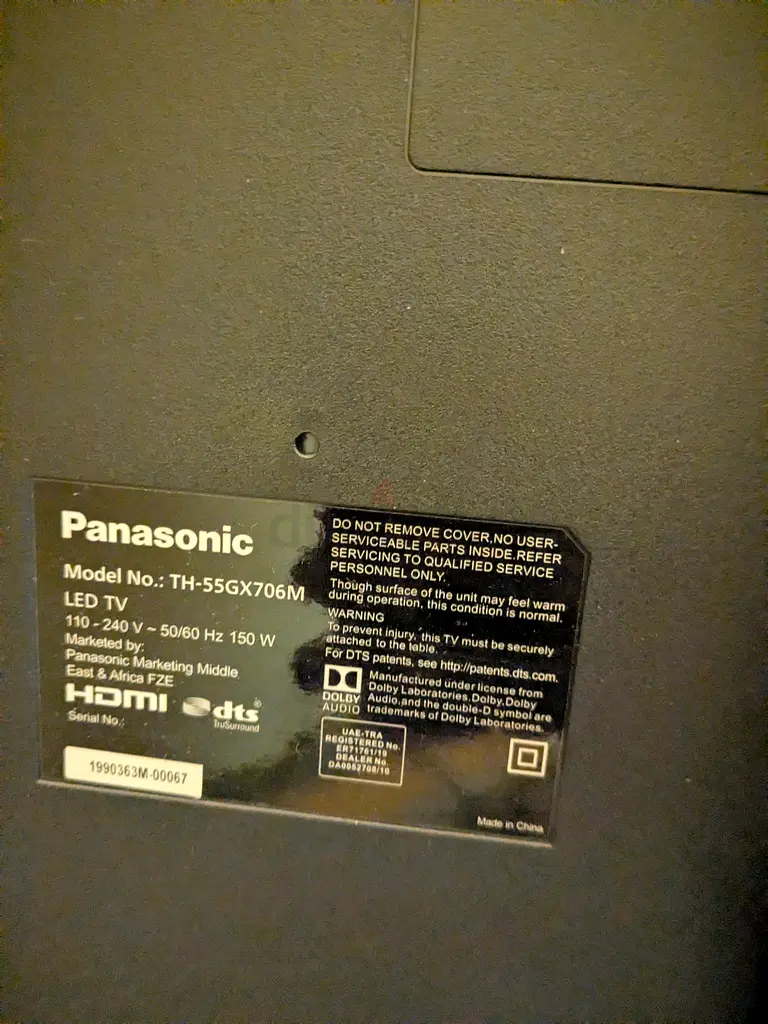 Panasonic
Model No.: TH-55GX706M
LED TV
110 - 240 V ~ 50/60 Hz 150 W
Marketed by:
Panasonic Marketing Middle
East & Africa FZE
HDMI dts®
TruSurround
Serial No.:
1990363M-00067
DO NOT REMOVE COVER.NO USER-
SERVICEABLE PARTS INSIDE.REFER
SERVICING TO QUALIFIED SERVICE
PERSONNEL ONLY.
Though surface of the unit may feel warm
during operation, this condition is normal.
WARNING
To prevent injury, this TV must be securely
attached to the table.
For DTS patents, see http://patents.dts.com.
DOLBY
AUDIO
Manufactured under license from
Dolby Laboratories. Dolby, Dolby
Audio,and the double-D symbol are
trademarks of Dolby Laboratories.
UAE-TRA
REGISTERED No.
ER71761/19
DEALER No.
DA0052708/10
Made in China